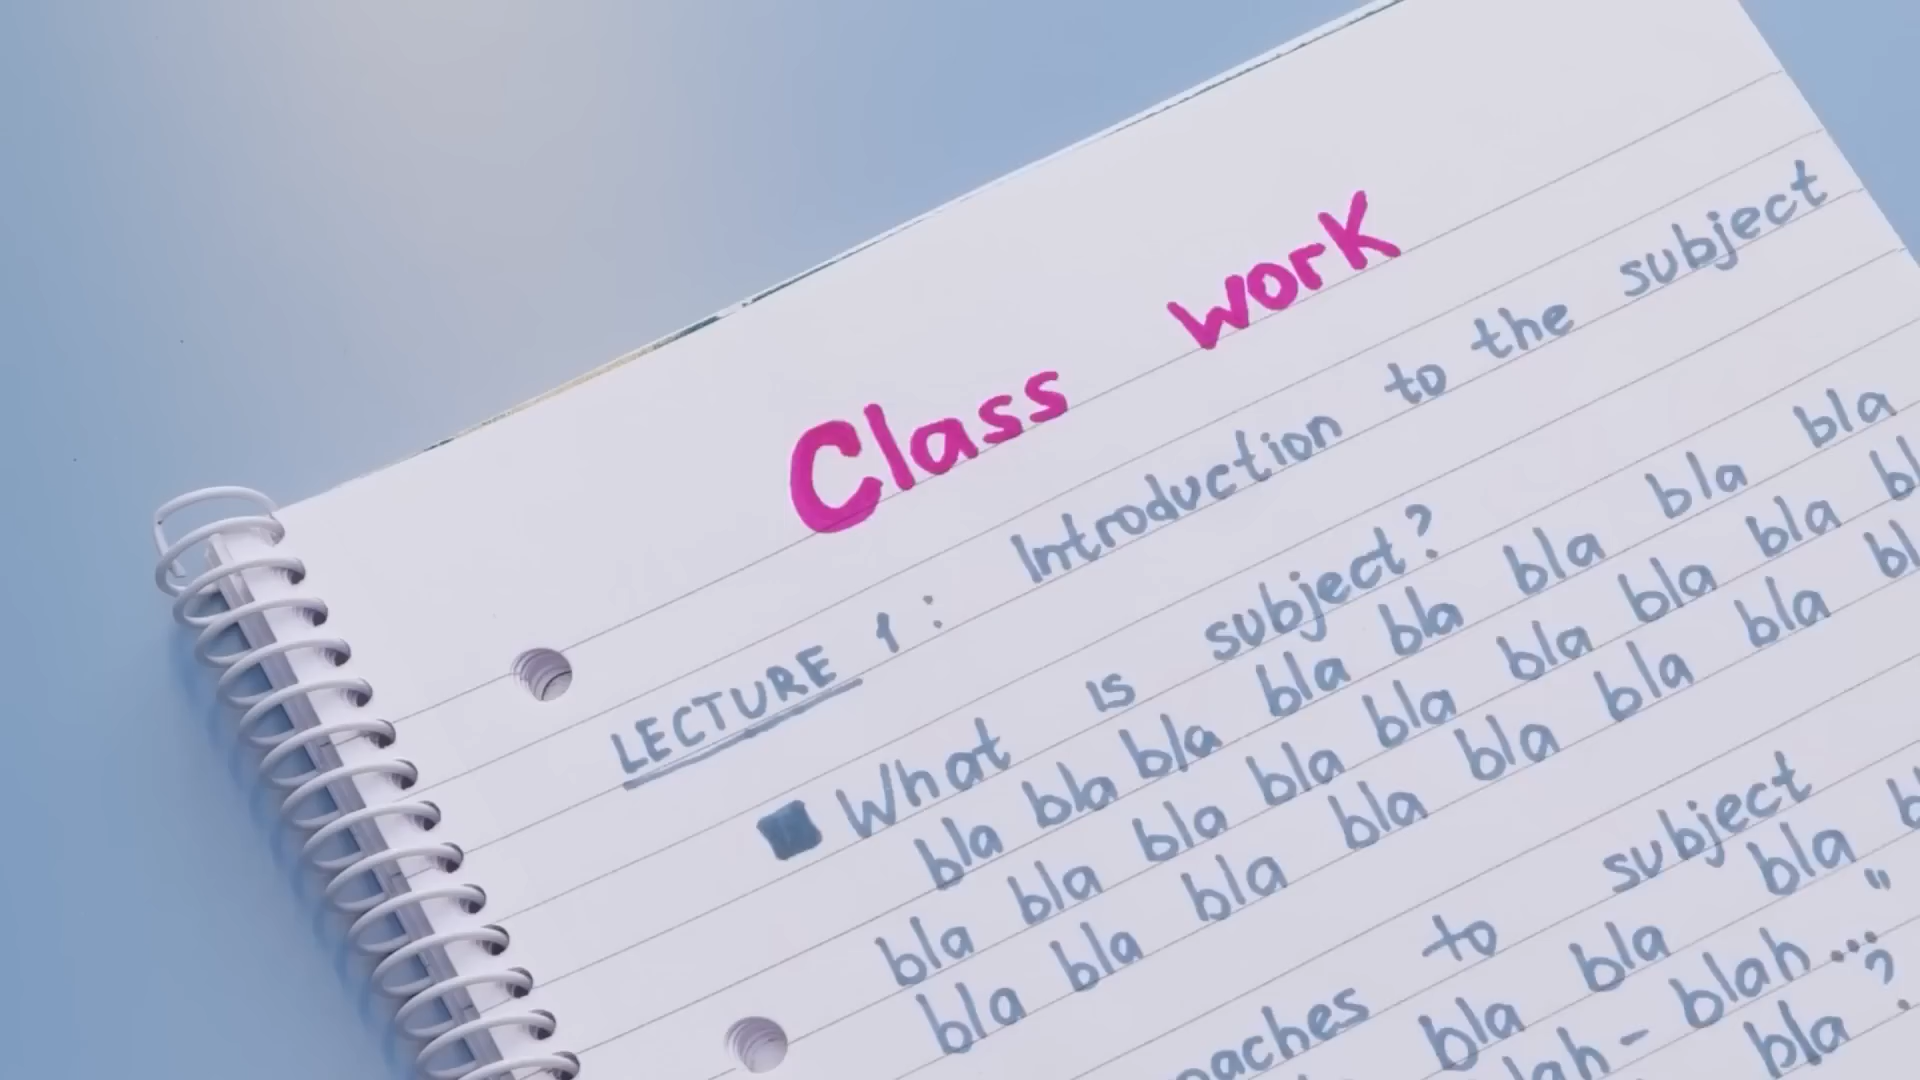 Class work
LECTURE 1: Introduction to the subject
What is subject?
bla bla bla bla bla bla bla bla
bla bla bla bla bla bla bla bla
bla bla bla bla bla bla bla
to subject
bla bla bla
blah..."
bla?